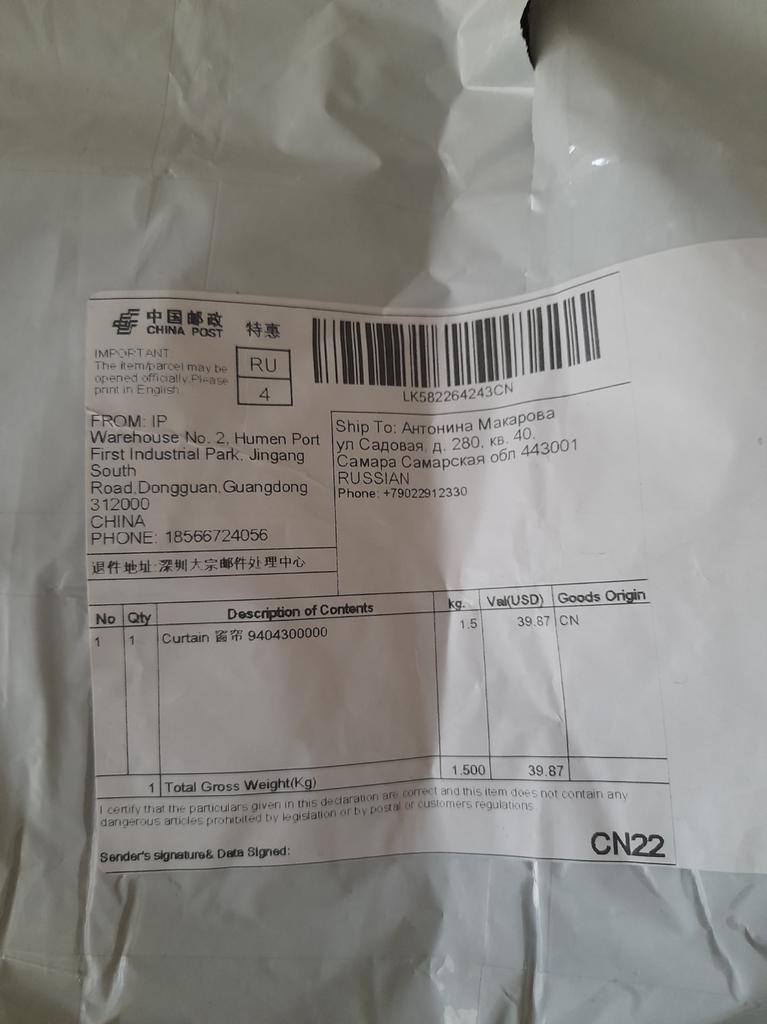 中国邮政
CHINA POST
特惠
IMPORTANT:
The item/parcel may be
opened officially.Please
print in English
RU
4
LK582264243CN
FROM: IP
Warehouse No. 2, Humen Port
First Industrial Park, Jingang
South
Road,Dongguan,Guangdong
312000
CHINA
PHONE: 18566724056
退件地址:深圳大宗邮件处理中心
Ship To: Антонина Макарова
ул Садовая, д. 280, кв. 40,
Самара Самарская обл 443001
RUSSIAN
Phone: +79022912330
No Qty Description of Contents kg. Val(USD) Goods Origin
1 1 Curtain 窗帘 9404300000 1.5 39.87 CN
1 Total Gross Weight(Kg) 1.500 39.87
I certify that the particulars given in this declaration are correct and this item does not contain any
dangerous articles prohibited by legislation or by postal or customers regulations.
Sender's signature& Data Signed:
CN22